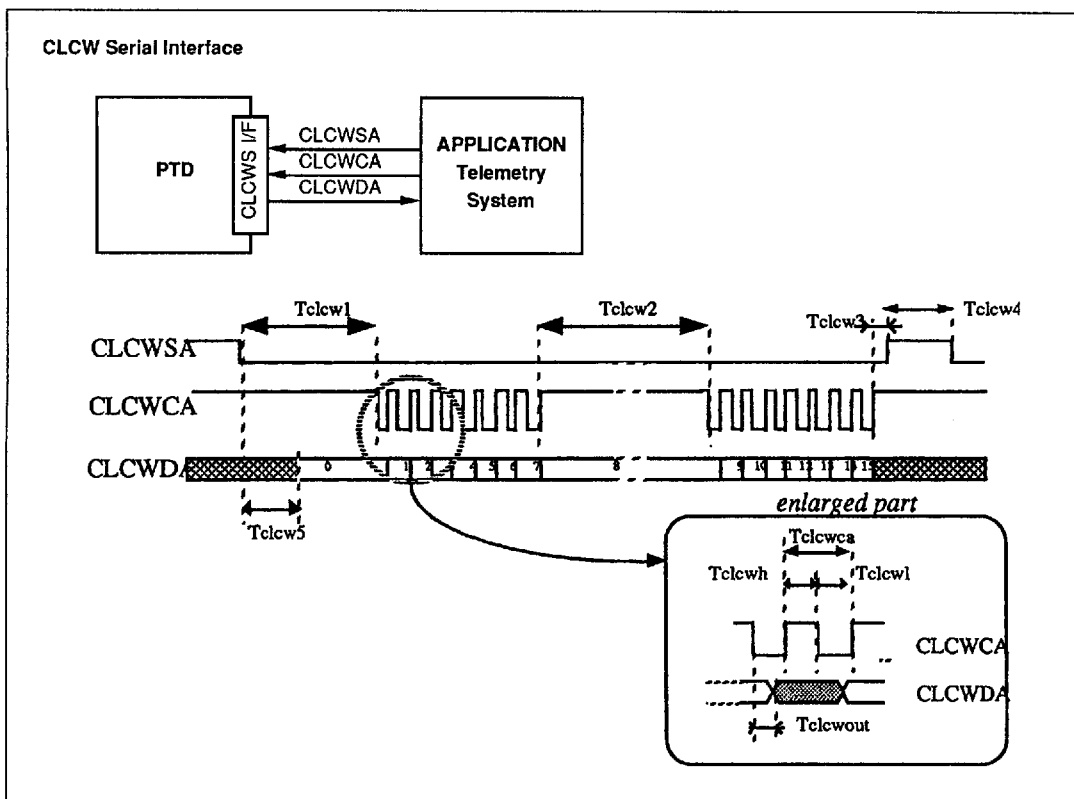 CLCW Serial Interface
PTD
CLCWS I/F
CLCWSA
CLCWCA
CLCWDA
APPLICATION
Telemetry
System
Tclcw1
Tclcw2
Tclcw3
Tclcw4
CLCWSA
CLCWCA
CLCWDA
0 1 2 3 4 5 6 7 8 9 10 11 12 13 14 15
Tclcw5
enlarged part
Tclcwca
Tclcwh
Tclcwl
CLCWCA
CLCWDA
Tclcwout